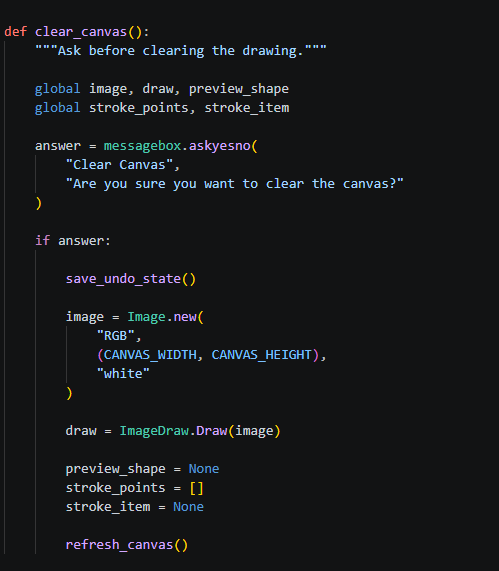 def clear_canvas():
    """Ask before clearing the drawing."""

    global image, draw, preview_shape
    global stroke_points, stroke_item

    answer = messagebox.askyesno(
        "Clear Canvas",
        "Are you sure you want to clear the canvas?"
    )

    if answer:

        save_undo_state()

        image = Image.new(
            "RGB",
            (CANVAS_WIDTH, CANVAS_HEIGHT),
            "white"
        )

        draw = ImageDraw.Draw(image)

        preview_shape = None
        stroke_points = []
        stroke_item = None

        refresh_canvas()